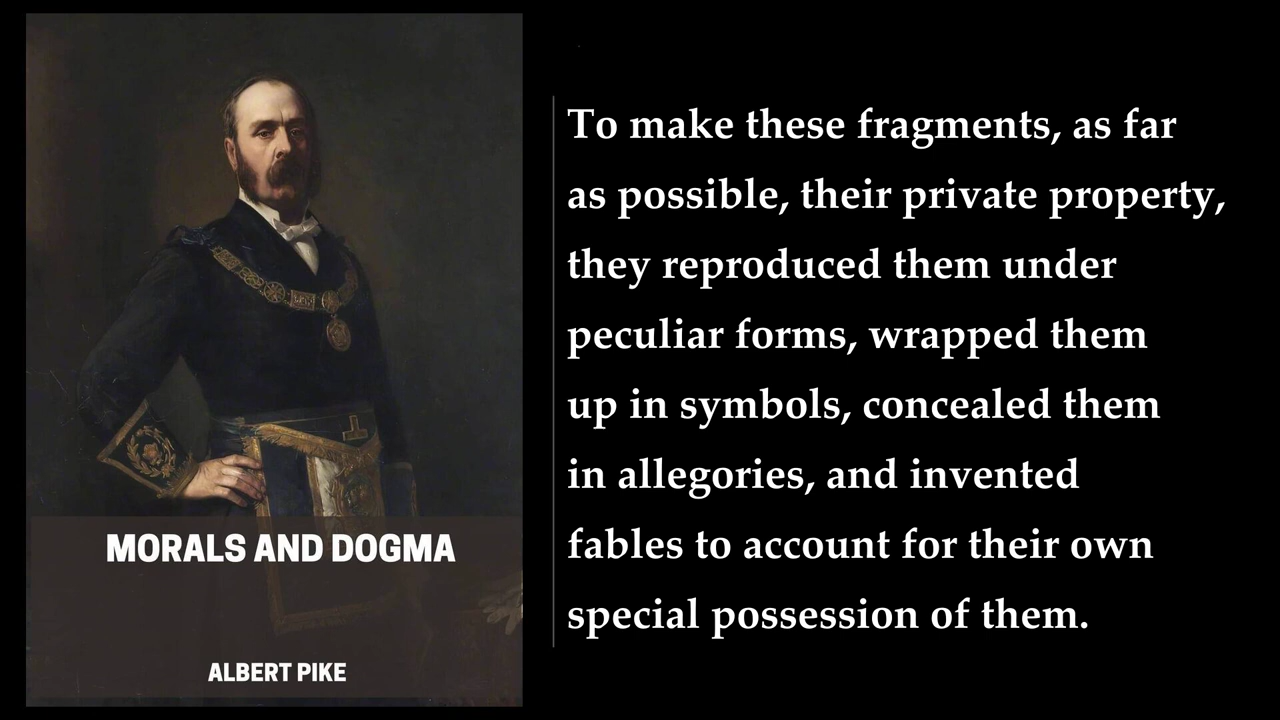 MORALS AND DOGMA
ALBERT PIKE
To make these fragments, as far
as possible, their private property,
they reproduced them under
peculiar forms, wrapped them
up in symbols, concealed them
in allegories, and invented
fables to account for their own
special possession of them.